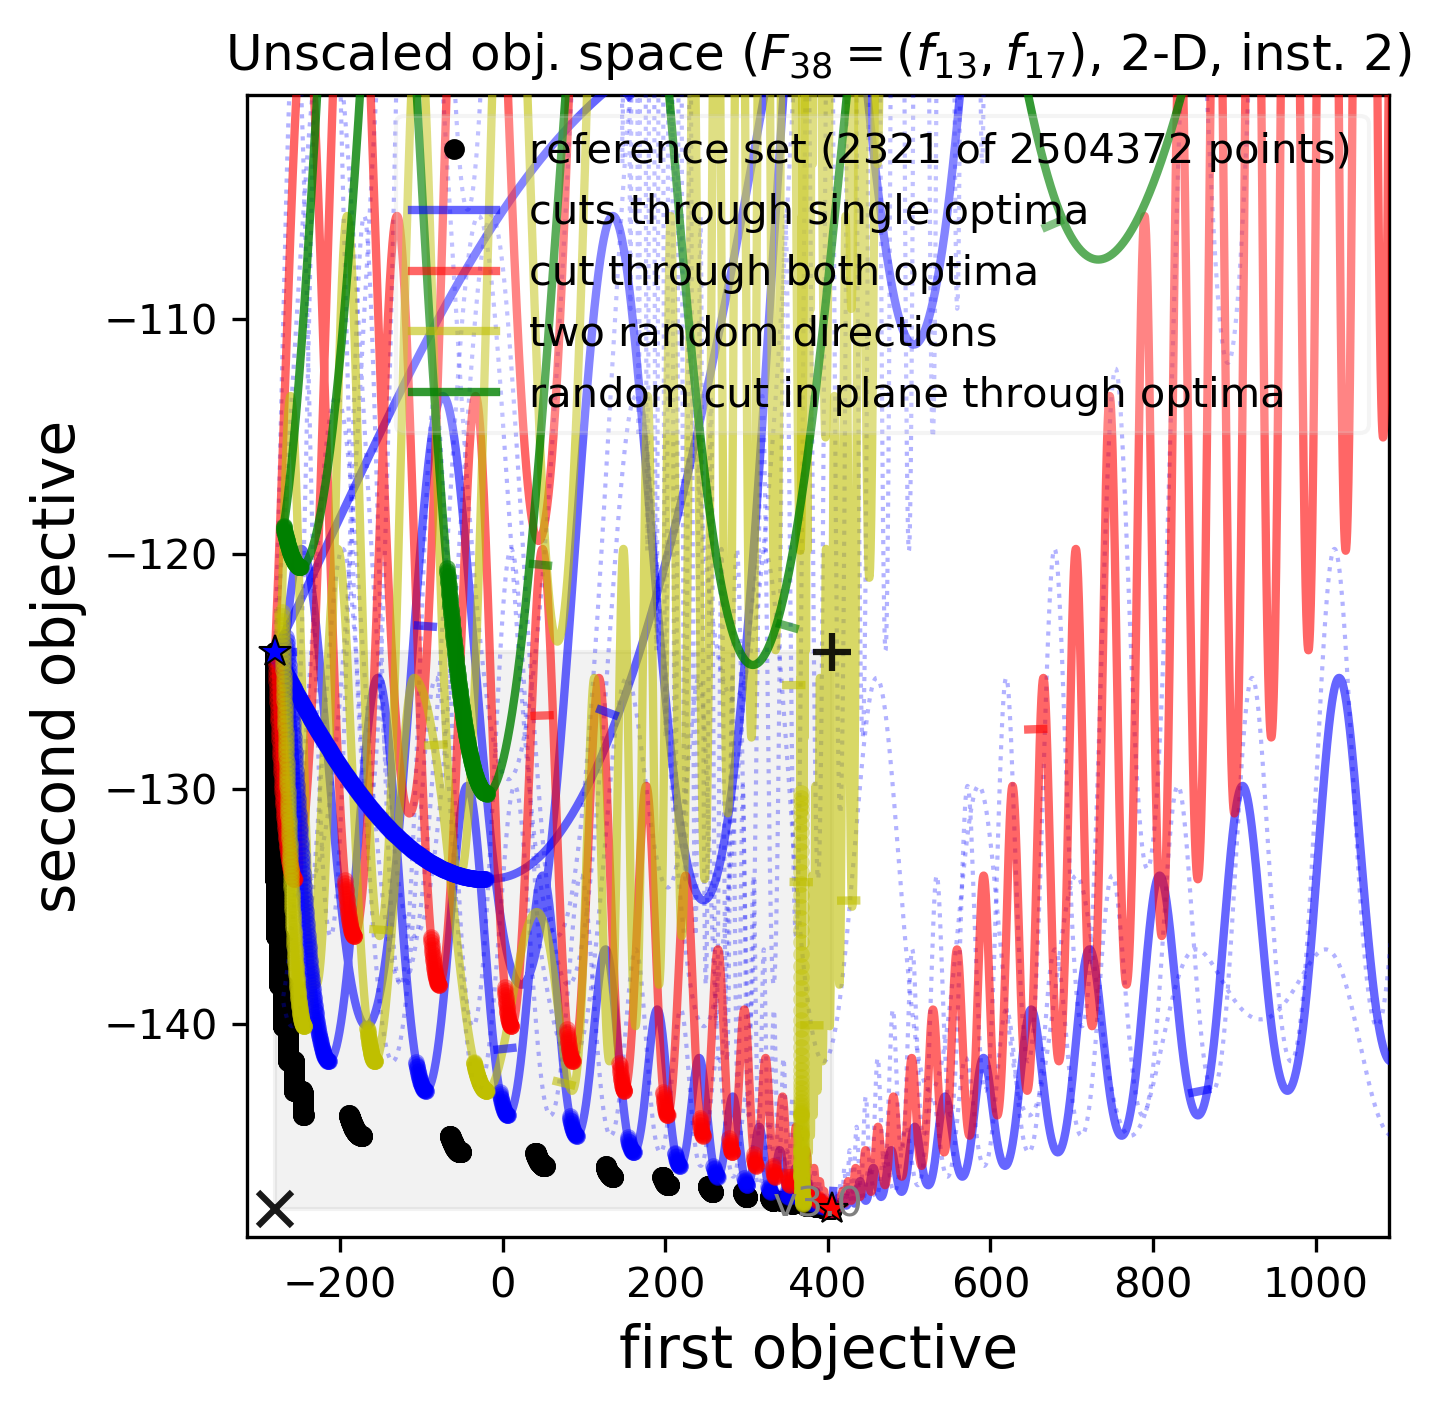 Unscaled obj. space (F₃₈ = (f₁₃, f₁₇), 2-D, inst. 2)
reference set (2321 of 2504372 points)
cuts through single optima
cut through both optima
two random directions
random cut in plane through optima
−110
−120
−130
−140
second objective
v3.0
−200 0 200 400 600 800 1000
first objective